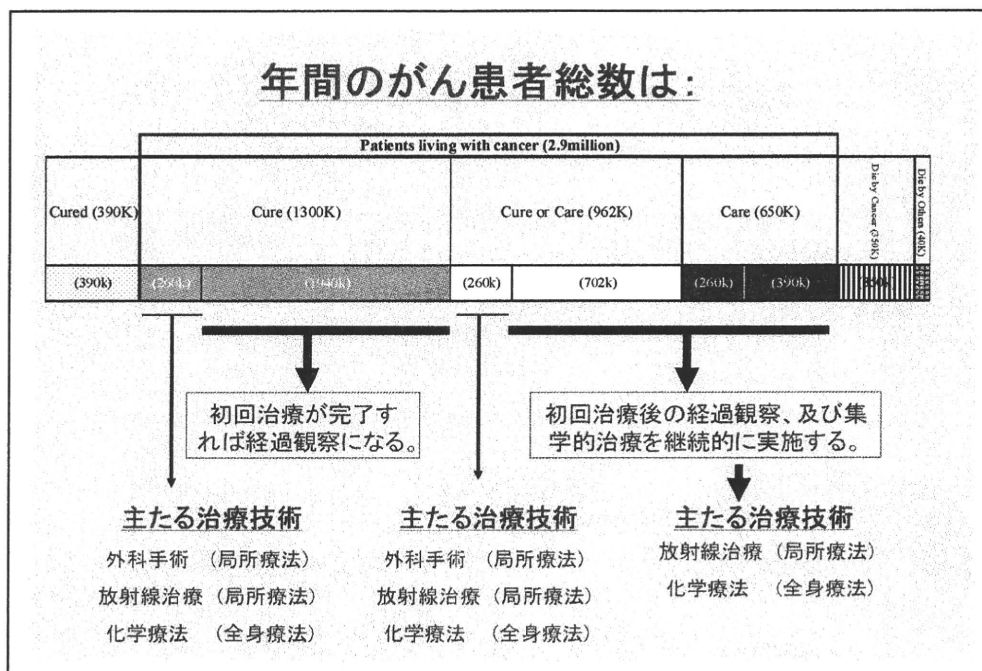 年間のがん患者総数は:
Patients living with cancer (2.9million)
Cured (390K)
Cure (1300K)
Cure or Care (962K)
Care (650K)
Die by Cancer (350K)
Die by Others (40K)
(390k)
(260k)
(1040k)
(260k)
(702k)
(260k)
(390k)
350k
初回治療が完了す
れば経過観察になる。
初回治療後の経過観察、及び集
学的治療を継続的に実施する。
主たる治療技術
外科手術 (局所療法)
放射線治療 (局所療法)
化学療法 (全身療法)
主たる治療技術
外科手術 (局所療法)
放射線治療 (局所療法)
化学療法 (全身療法)
主たる治療技術
放射線治療 (局所療法)
化学療法 (全身療法)